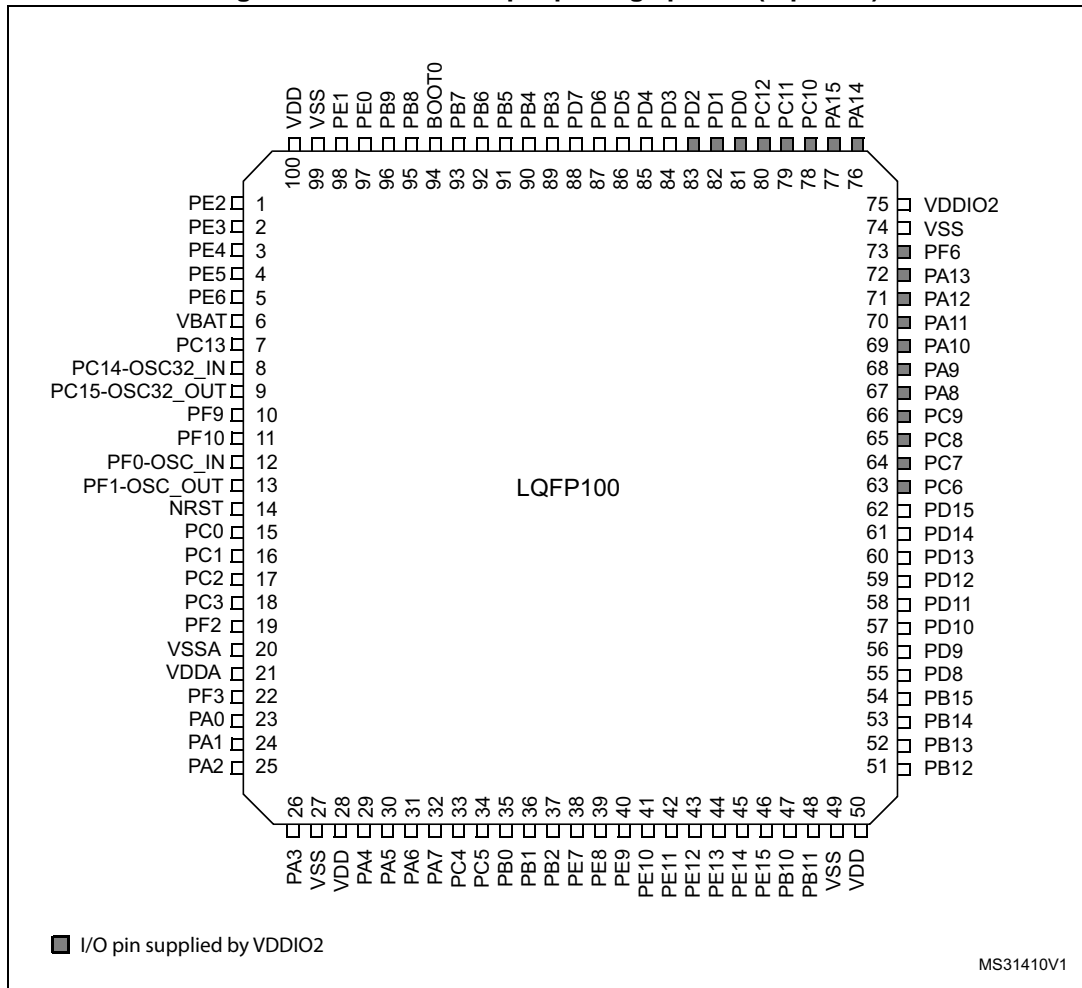 VDD
VSS
PE1
PE0
PB9
PB8
BOOT0
PB7
PB6
PB5
PB4
PB3
PD7
PD6
PD5
PD4
PD3
PD2
PD1
PD0
PC12
PC11
PC10
PA15
PA14
100
99
98
97
96
95
94
93
92
91
90
89
88
87
86
85
84
83
82
81
80
79
78
77
76
PE2 1
PE3 2
PE4 3
PE5 4
PE6 5
VBAT 6
PC13 7
PC14-OSC32_IN 8
PC15-OSC32_OUT 9
PF9 10
PF10 11
PF0-OSC_IN 12
PF1-OSC_OUT 13
NRST 14
PC0 15
PC1 16
PC2 17
PC3 18
PF2 19
VSSA 20
VDDA 21
PF3 22
PA0 23
PA1 24
PA2 25
LQFP100
75 VDDIO2
74 VSS
73 PF6
72 PA13
71 PA12
70 PA11
69 PA10
68 PA9
67 PA8
66 PC9
65 PC8
64 PC7
63 PC6
62 PD15
61 PD14
60 PD13
59 PD12
58 PD11
57 PD10
56 PD9
55 PD8
54 PB15
53 PB14
52 PB13
51 PB12
26
27
28
29
30
31
32
33
34
35
36
37
38
39
40
41
42
43
44
45
46
47
48
49
50
PA3
VSS
VDD
PA4
PA5
PA6
PA7
PC4
PC5
PB0
PB1
PB2
PE7
PE8
PE9
PE10
PE11
PE12
PE13
PE14
PE15
PB10
PB11
VSS
VDD
I/O pin supplied by VDDIO2
MS31410V1